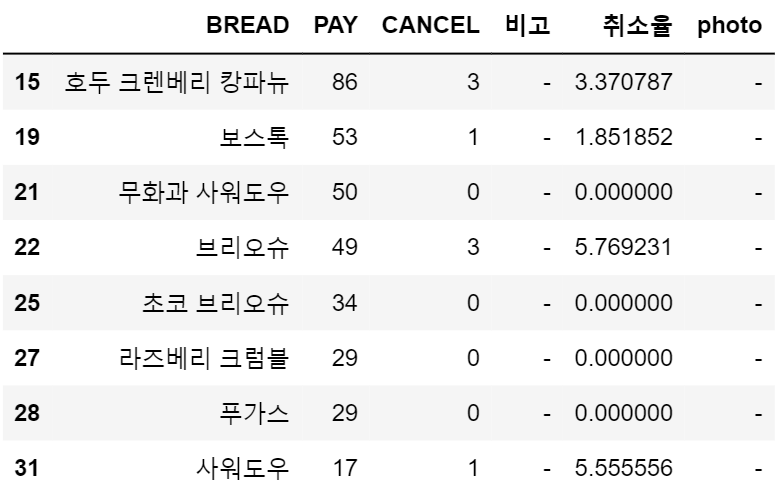 BREAD PAY CANCEL 비고 취소율 photo
15 호두 크렌베리 캉파뉴 86 3 - 3.370787 -
19 보스톡 53 1 - 1.851852 -
21 무화과 사워도우 50 0 - 0.000000 -
22 브리오슈 49 3 - 5.769231 -
25 초코 브리오슈 34 0 - 0.000000 -
27 라즈베리 크럼블 29 0 - 0.000000 -
28 푸가스 29 0 - 0.000000 -
31 사워도우 17 1 - 5.555556 -